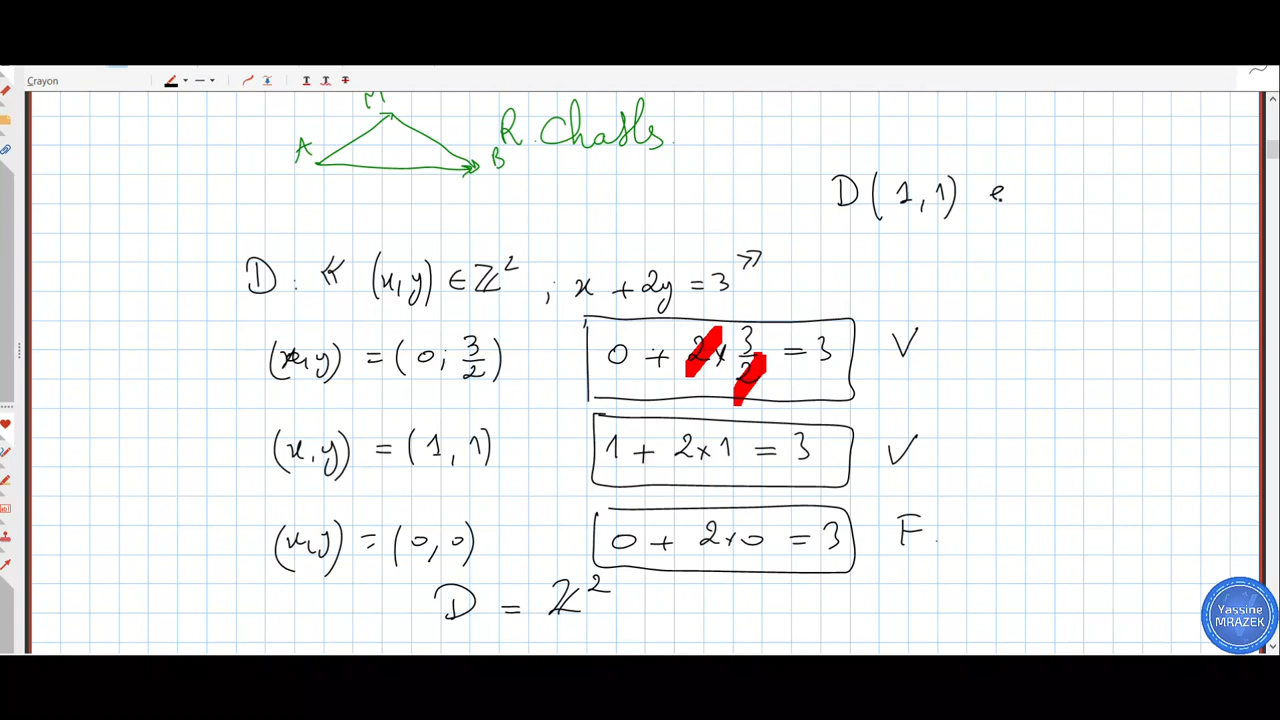 Crayon
M
A
B
R. Chasls.
D(1,1) e
D : « (x,y) ∈ ℤ² ; x + 2y = 3 »
(x,y) = (0; 3/2) 0 + 2 × 3/2 = 3 V
(x,y) = (1,1) 1 + 2×1 = 3 V
(x,y) = (0,0) 0 + 2×0 = 3 F.
D = ℤ²
Yassine
MRAZEK